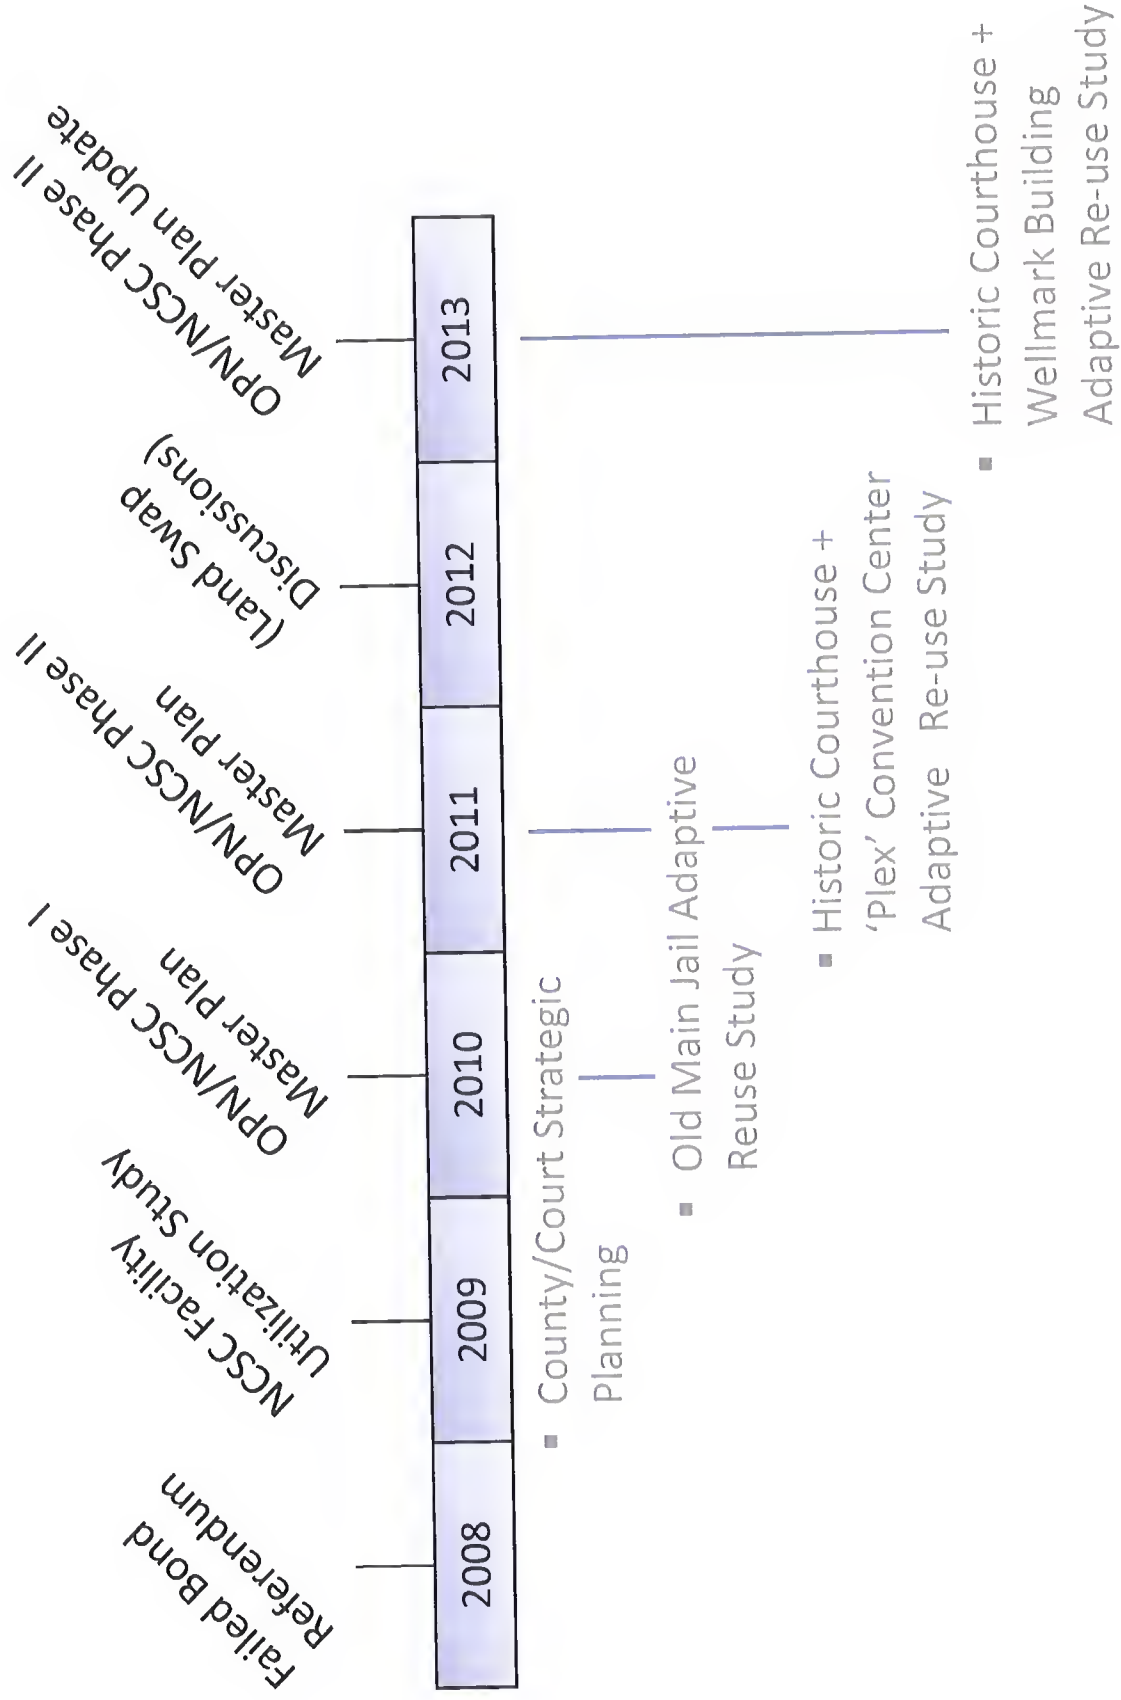 Failed Bond
Referendum
NCSC Facility
Utilization Study
OPN/NCSC Phase I
Master Plan
OPN/NCSC Phase II
Master Plan
(Land Swap
Discussions)
OPN/NCSC Phase II
Master Plan Update
2008
2009
2010
2011
2012
2013
▪ County/Court Strategic
Planning
▪ Old Main Jail Adaptive
Reuse Study
▪ Historic Courthouse +
‘Plex’ Convention Center
Adaptive Re-use Study
▪ Historic Courthouse +
Wellmark Building
Adaptive Re-use Study